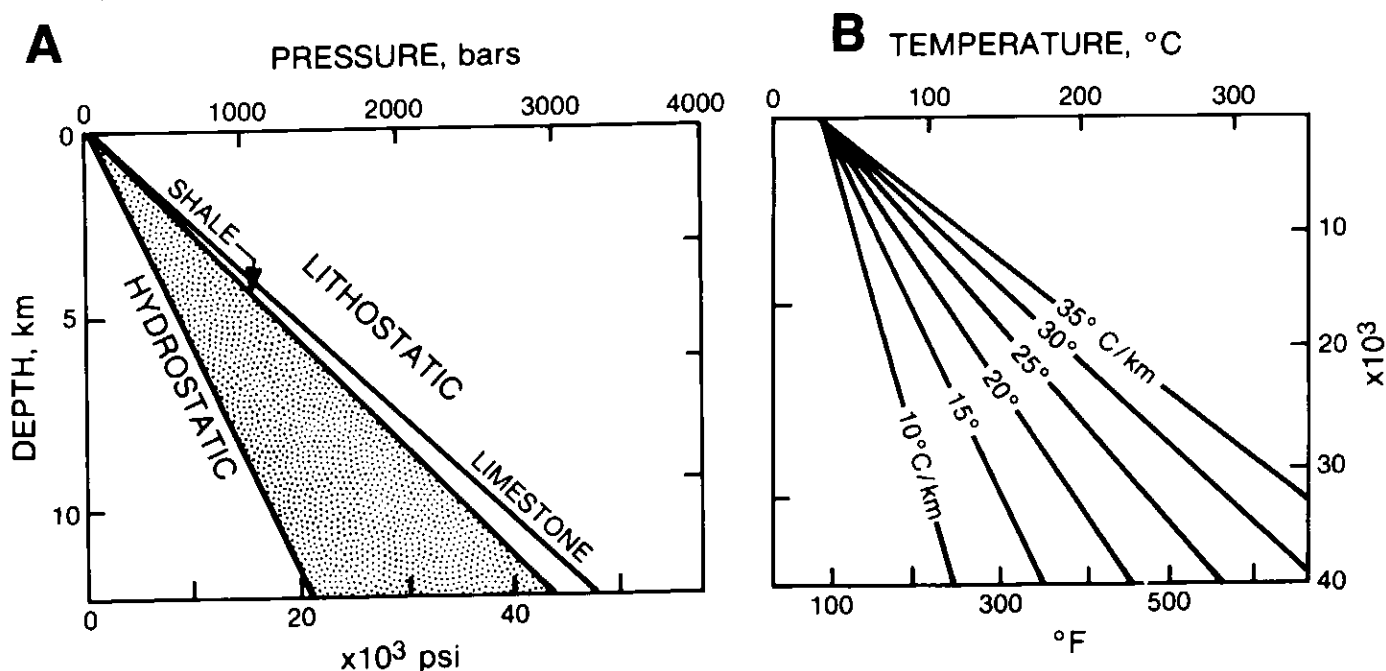 A
PRESSURE, bars
0 1000 2000 3000 4000
0
5
10
DEPTH, km
SHALE
HYDROSTATIC
LITHOSTATIC
LIMESTONE
0 20 40
x10³ psi
B
TEMPERATURE, °C
0 100 200 300
10
20
30
40
x10³
35° C/km
30°
25°
20°
15°
10°C/km
100 300 500
°F